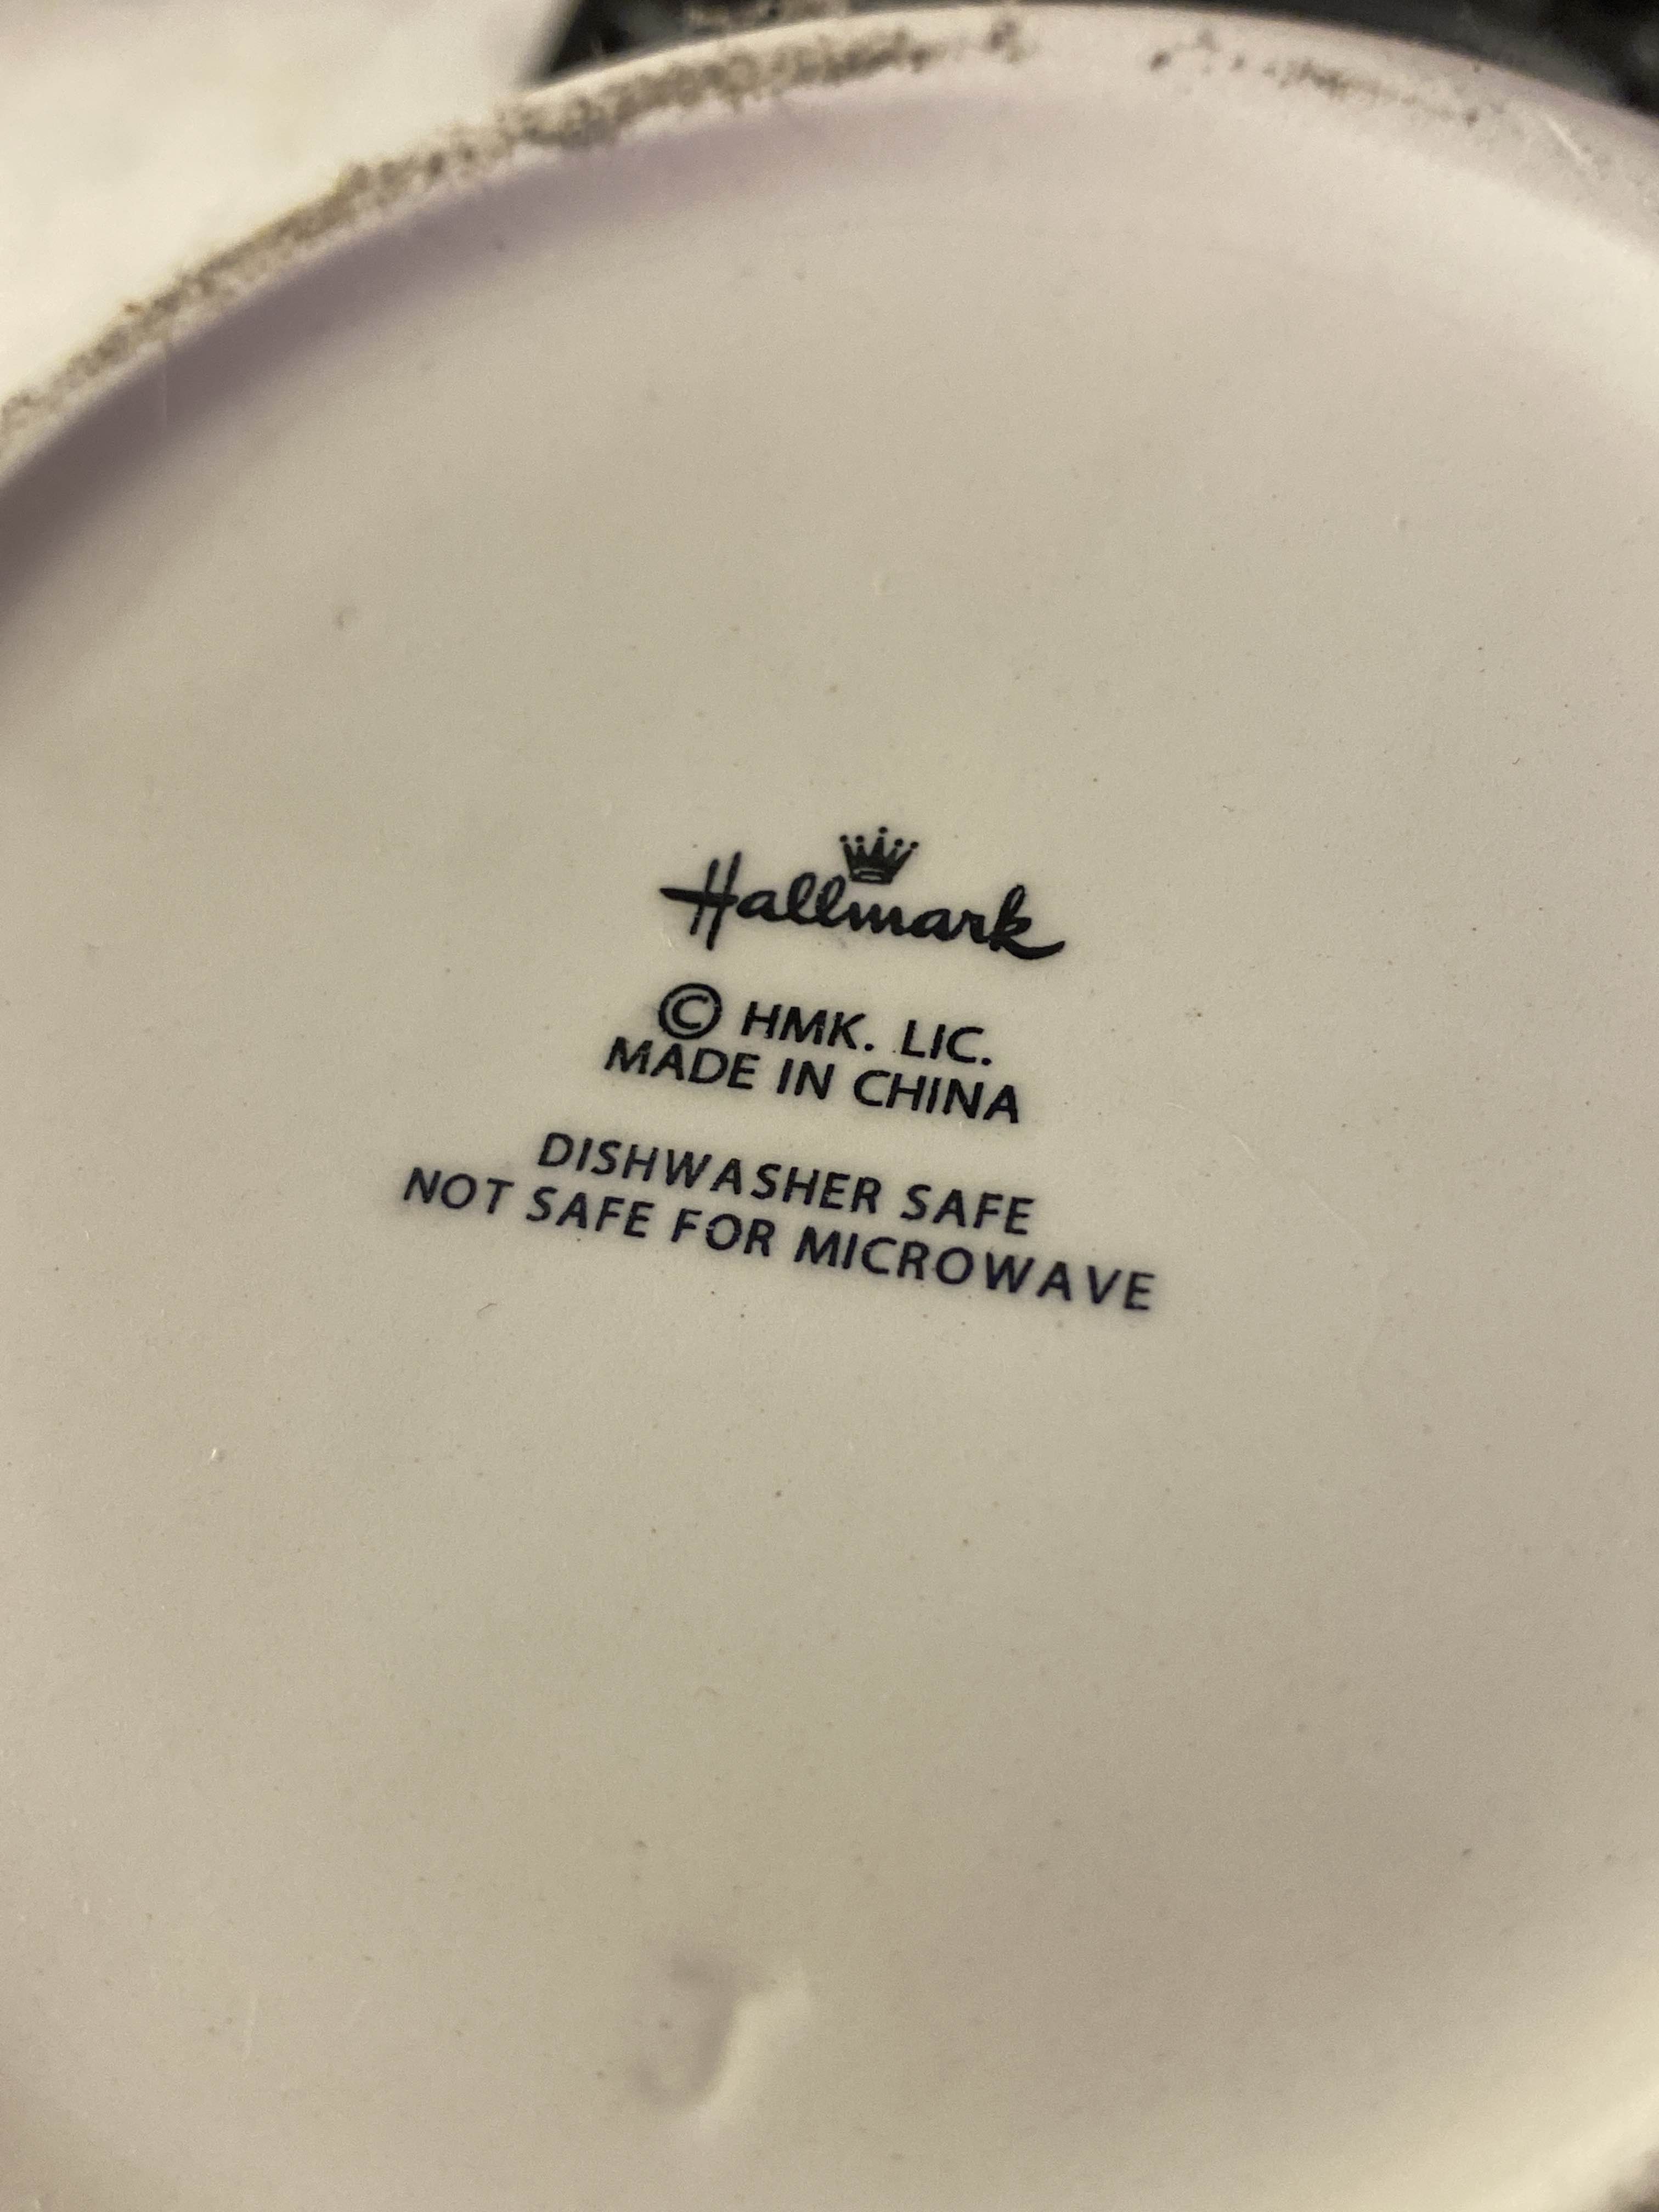 Hallmark
© HMK. LIC.
MADE IN CHINA
DISHWASHER SAFE
NOT SAFE FOR MICROWAVE